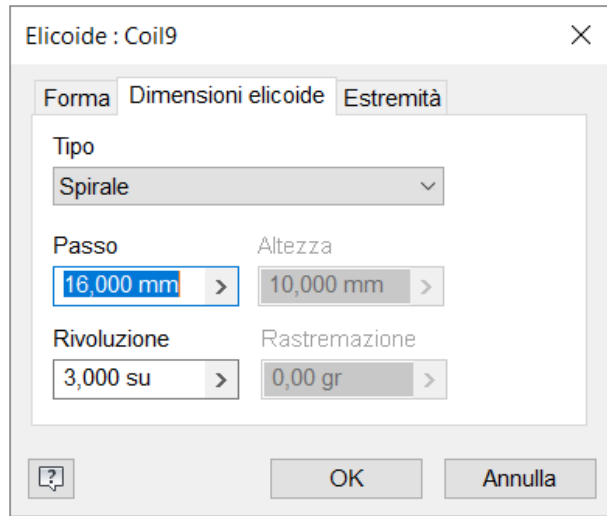 Elicoide : Coil9
Forma Dimensioni elicoide Estremità
Tipo
Spirale
Passo Altezza
16,000 mm 10,000 mm
Rivoluzione Rastremazione
3,000 su 0,00 gr
OK Annulla